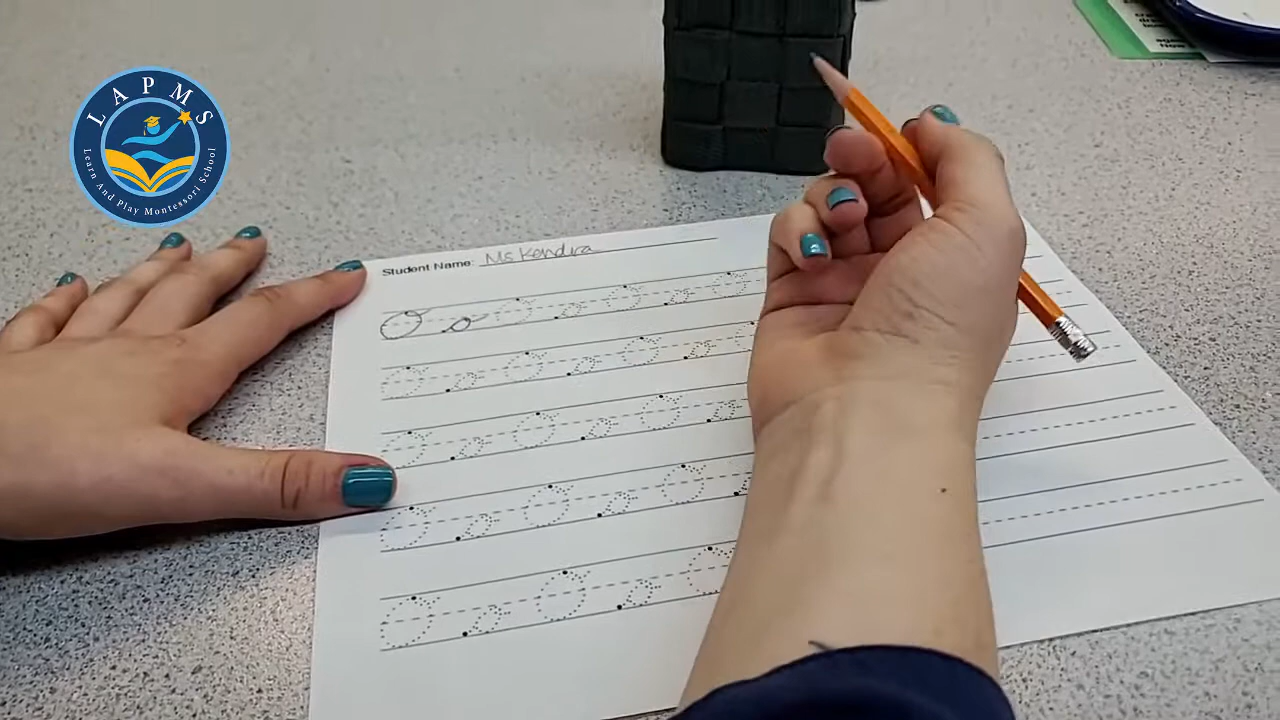 LAPMS
Learn And Play Montessori School
Student Name: Ms Kendra
O o O o O o O
O o O o O o O
O o O o O o
O o O o O o
O o O o O